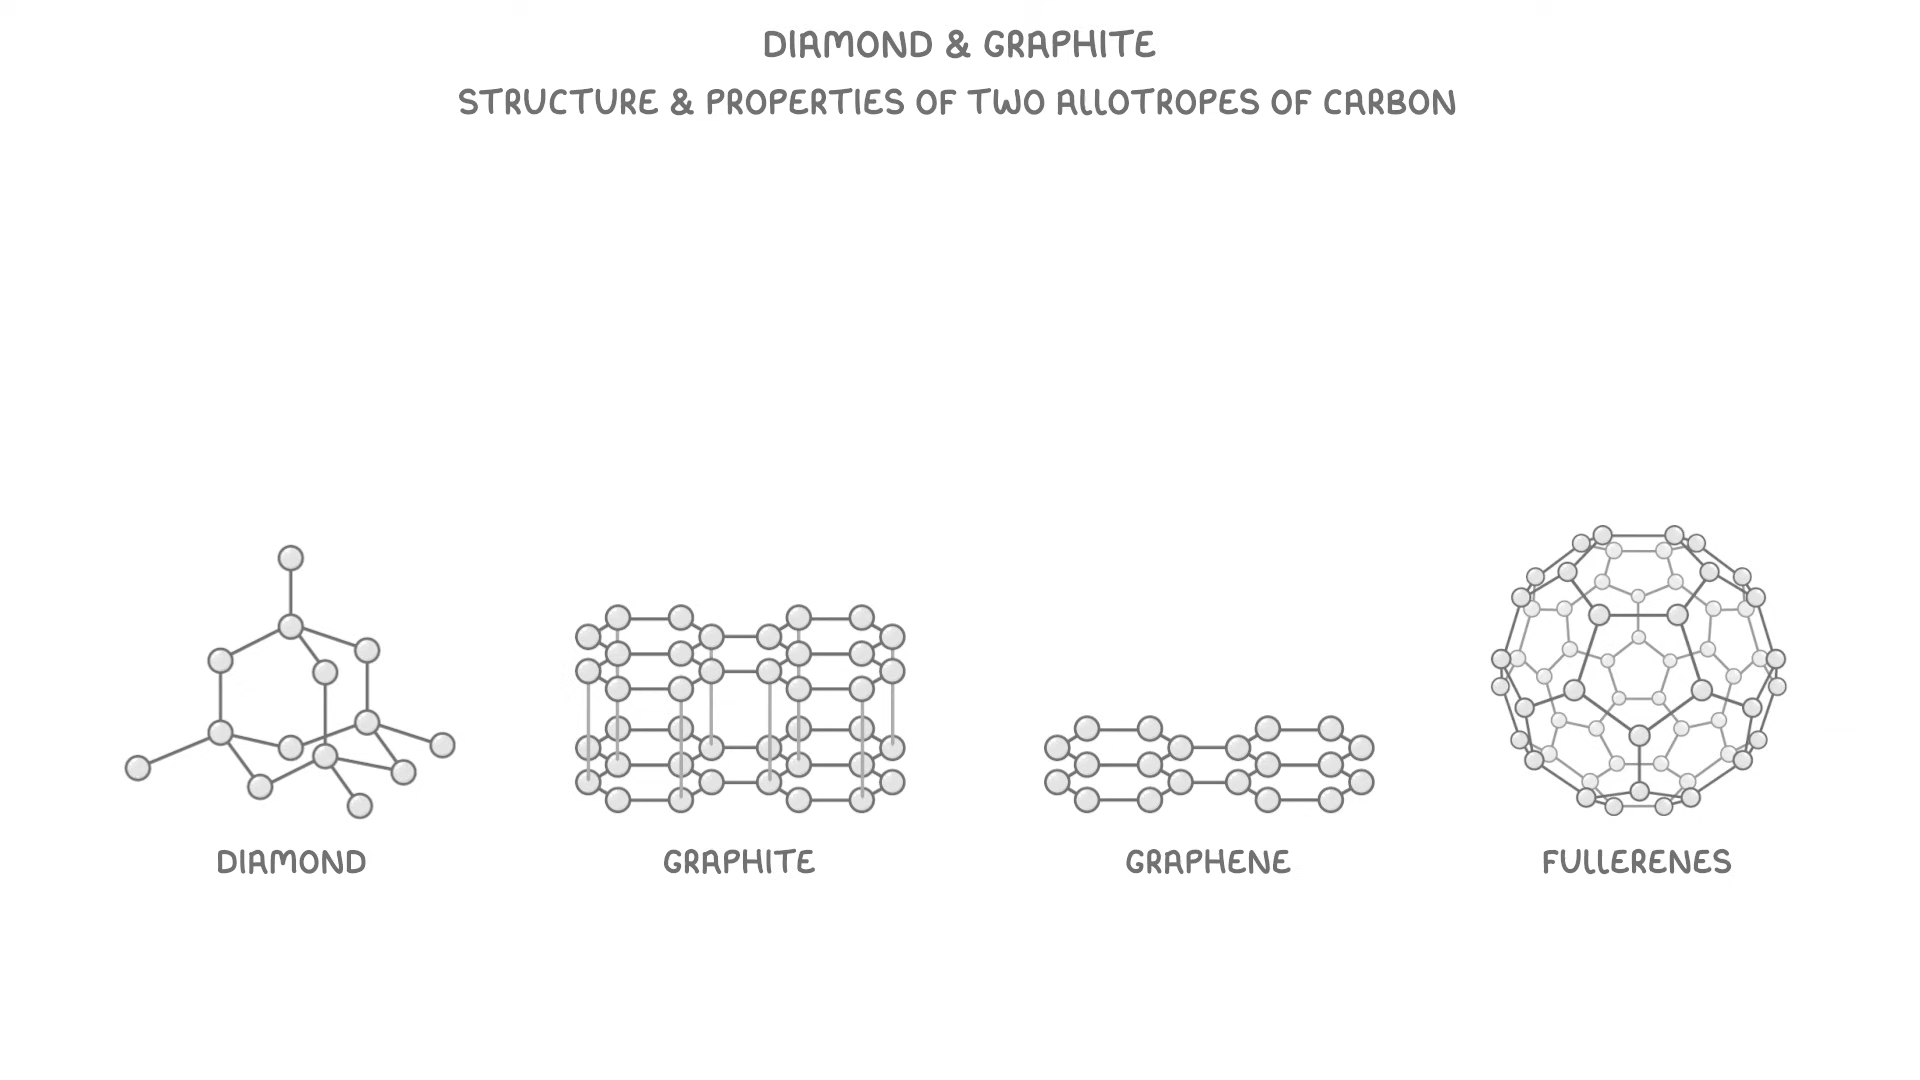 DIAMOND & GRAPHITE
STRUCTURE & PROPERTIES OF TWO ALLOTROPES OF CARBON
DIAMOND
GRAPHITE
GRAPHENE
FULLERENES